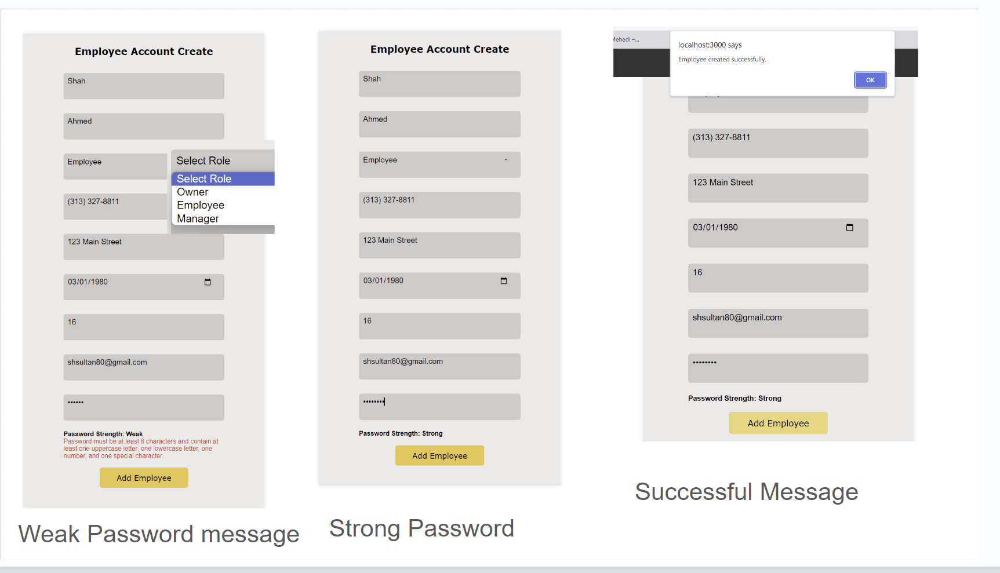 Employee Account Create
Shah
Ahmed
Employee
Select Role
Select Role
Owner
Employee
Manager
(313) 327-8811
123 Main Street
03/01/1980
16
shsultan80@gmail.com
••••••
Password Strength: Weak
Password must be at least 8 characters and contain at
least one uppercase letter, one lowercase letter, one
number, and one special character.
Add Employee
Weak Password message
Employee Account Create
Shah
Ahmed
Employee
(313) 327-8811
123 Main Street
03/01/1980
16
shsultan80@gmail.com
••••••••
Password Strength: Strong
Add Employee
Strong Password
Mehedi –...
localhost:3000 says
Employee created successfully.
OK
(313) 327-8811
123 Main Street
03/01/1980
16
shsultan80@gmail.com
••••••••
Password Strength: Strong
Add Employee
Successful Message